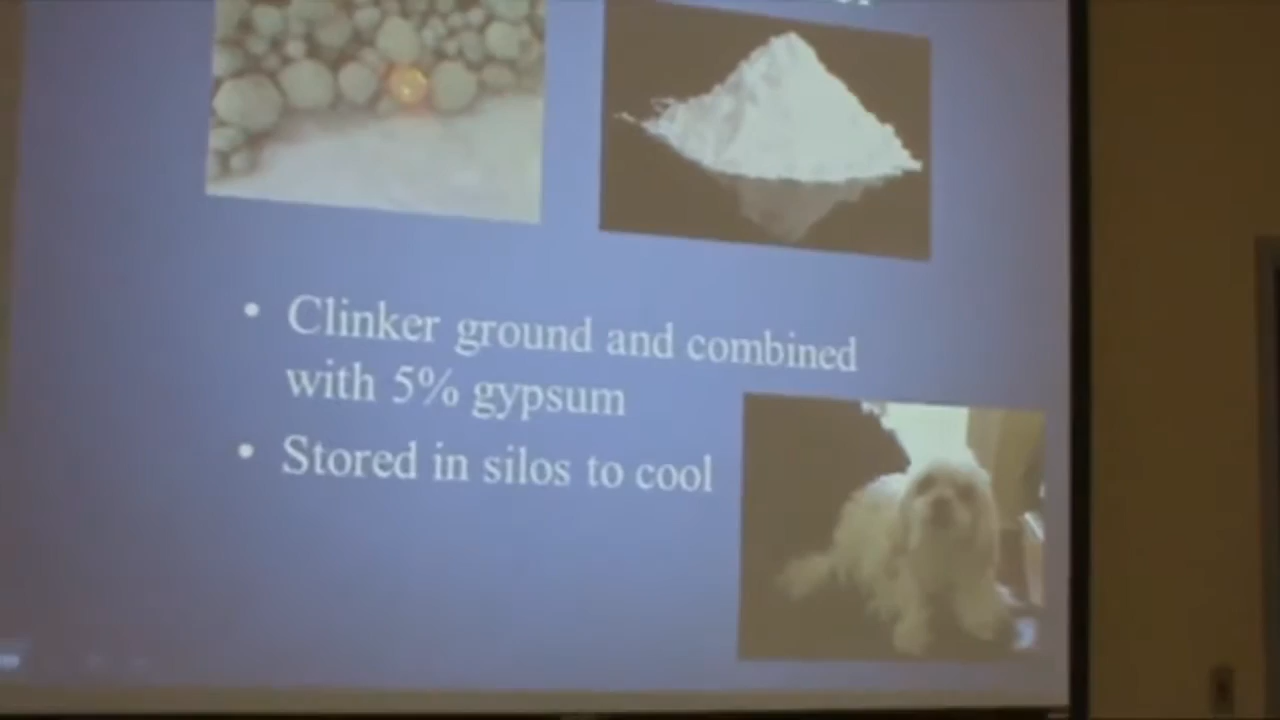 • Clinker ground and combined
with 5% gypsum
• Stored in silos to cool